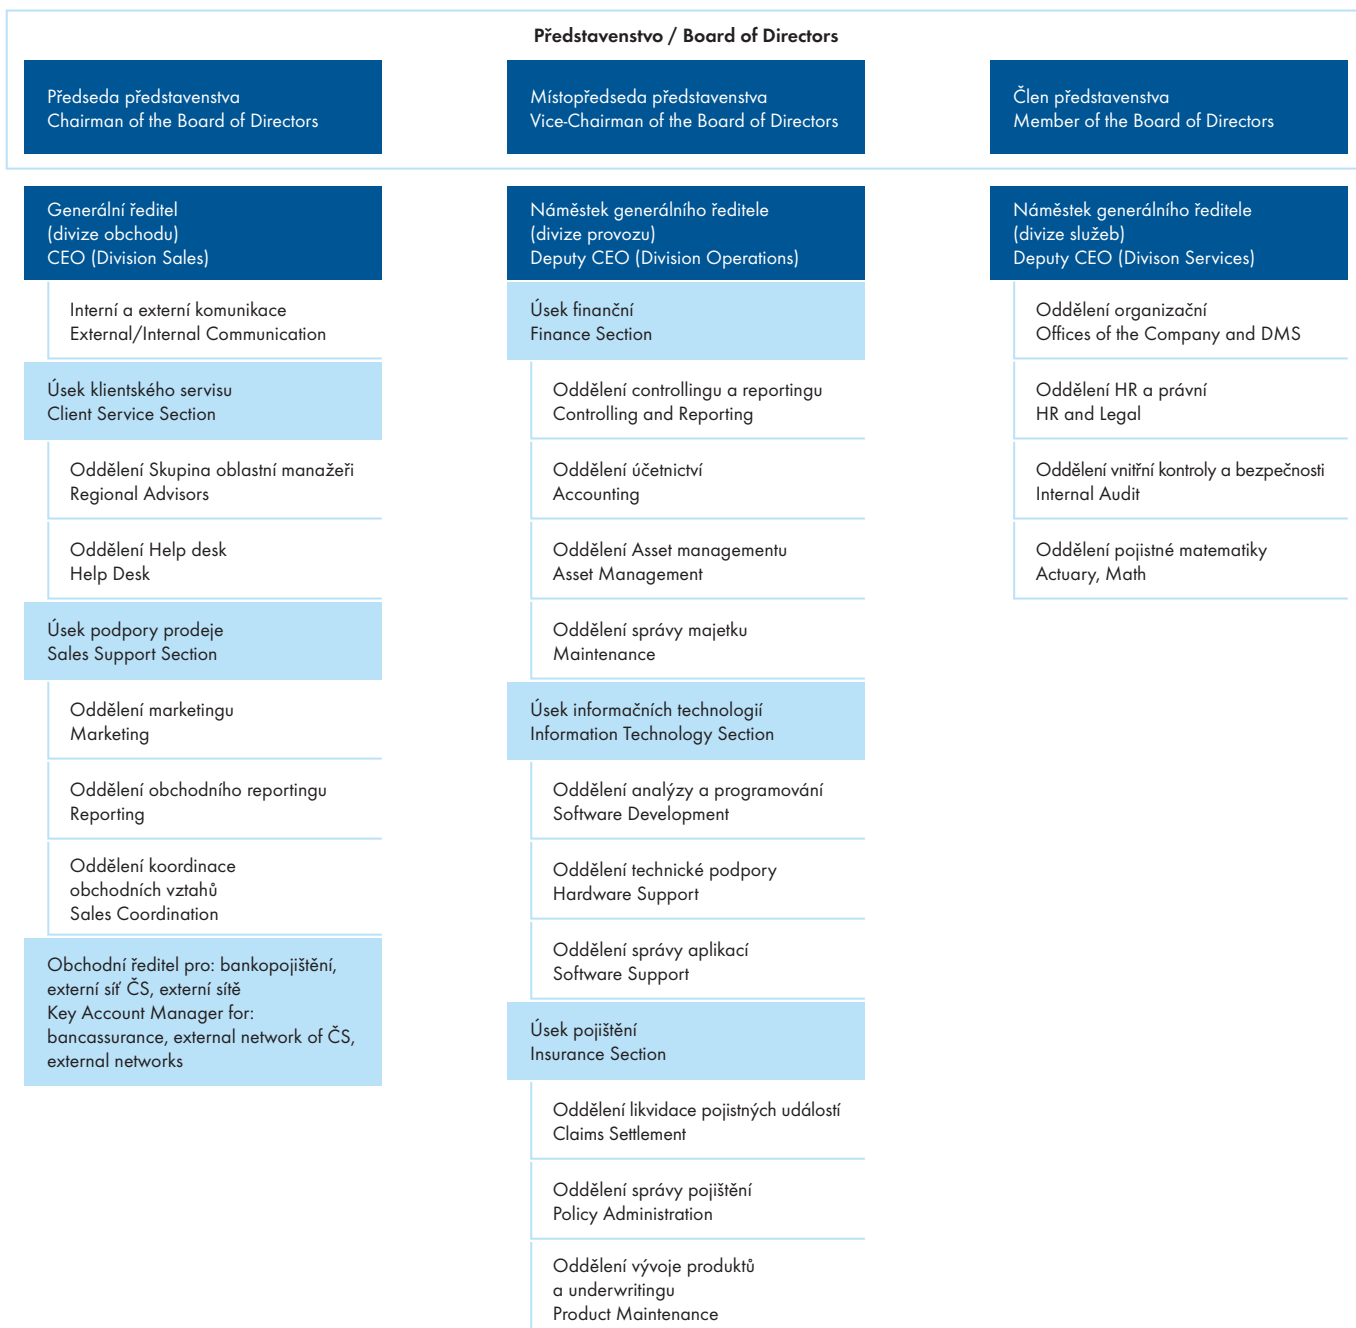 Představenstvo / Board of Directors
Předseda představenstva
Chairman of the Board of Directors
Místopředseda představenstva
Vice-Chairman of the Board of Directors
Člen představenstva
Member of the Board of Directors
Generální ředitel
(divize obchodu)
CEO (Division Sales)
Interní a externí komunikace
External/Internal Communication
Úsek klientského servisu
Client Service Section
Oddělení Skupina oblastní manažeři
Regional Advisors
Oddělení Help desk
Help Desk
Úsek podpory prodeje
Sales Support Section
Oddělení marketingu
Marketing
Oddělení obchodního reportingu
Reporting
Oddělení koordinace
obchodních vztahů
Sales Coordination
Obchodní ředitel pro: bankopojištění,
externí síť ČS, externí sítě
Key Account Manager for:
bancassurance, external network of ČS,
external networks
Náměstek generálního ředitele
(divize provozu)
Deputy CEO (Division Operations)
Úsek finanční
Finance Section
Oddělení controllingu a reportingu
Controlling and Reporting
Oddělení účetnictví
Accounting
Oddělení Asset managementu
Asset Management
Oddělení správy majetku
Maintenance
Úsek informačních technologií
Information Technology Section
Oddělení analýzy a programování
Software Development
Oddělení technické podpory
Hardware Support
Oddělení správy aplikací
Software Support
Úsek pojištění
Insurance Section
Oddělení likvidace pojistných událostí
Claims Settlement
Oddělení správy pojištění
Policy Administration
Oddělení vývoje produktů
a underwritingu
Product Maintenance
Náměstek generálního ředitele
(divize služeb)
Deputy CEO (Divison Services)
Oddělení organizační
Offices of the Company and DMS
Oddělení HR a právní
HR and Legal
Oddělení vnitřní kontroly a bezpečnosti
Internal Audit
Oddělení pojistné matematiky
Actuary, Math